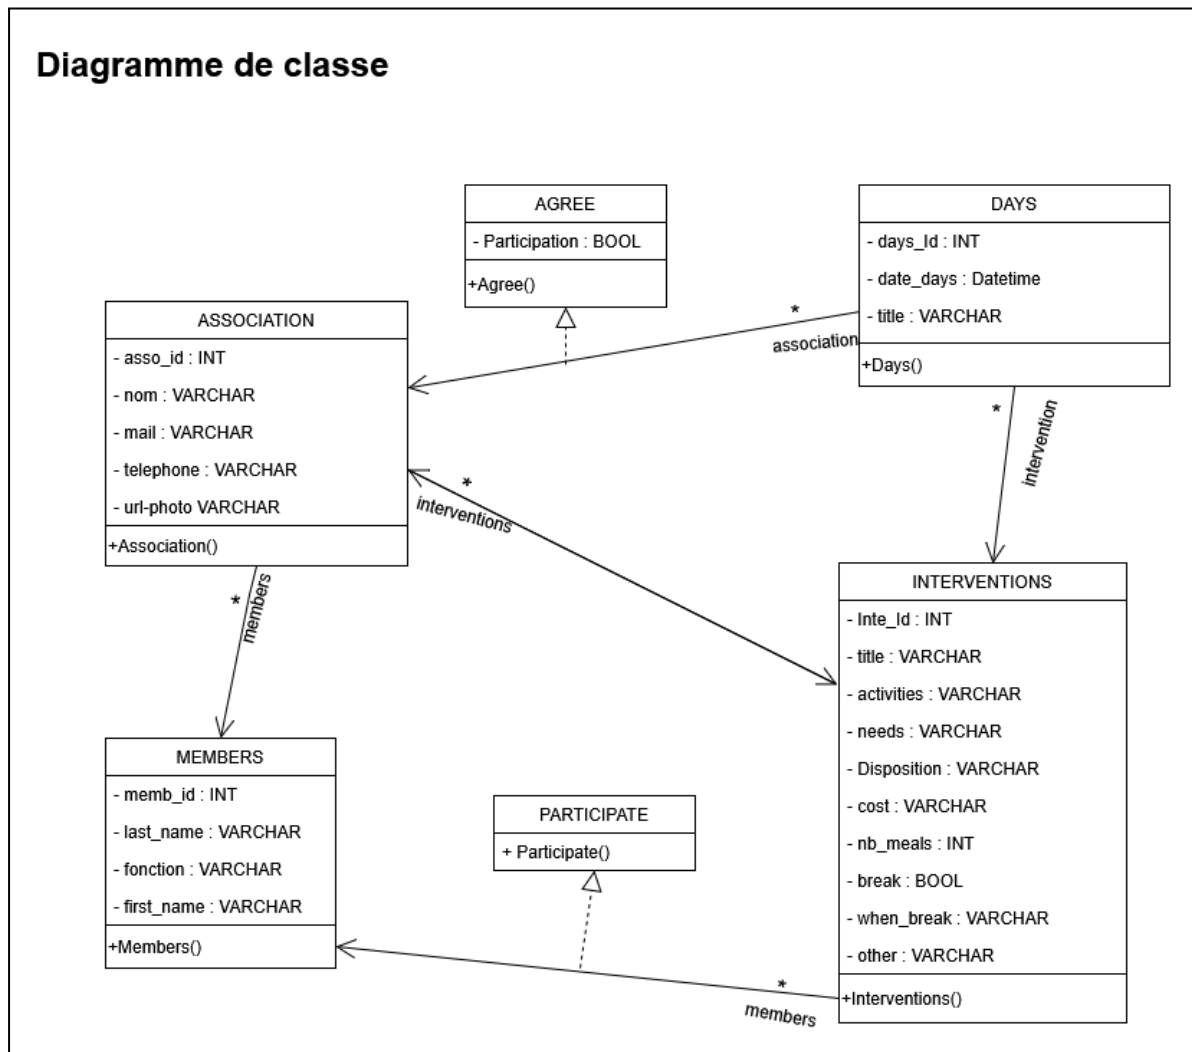 Diagramme de classe
AGREE
- Participation : BOOL
+Agree()
DAYS
- days_Id : INT
- date_days : Datetime
- title : VARCHAR
+Days()
*
association
ASSOCIATION
- asso_id : INT
- nom : VARCHAR
- mail : VARCHAR
- telephone : VARCHAR
- url-photo VARCHAR
+Association()
*
interventions
*
intervention
*
members
INTERVENTIONS
- Inte_Id : INT
- title : VARCHAR
- activities : VARCHAR
- needs : VARCHAR
- Disposition : VARCHAR
- cost : VARCHAR
- nb_meals : INT
- break : BOOL
- when_break : VARCHAR
- other : VARCHAR
+Interventions()
MEMBERS
- memb_id : INT
- last_name : VARCHAR
- fonction : VARCHAR
- first_name : VARCHAR
+Members()
PARTICIPATE
+ Participate()
*
members